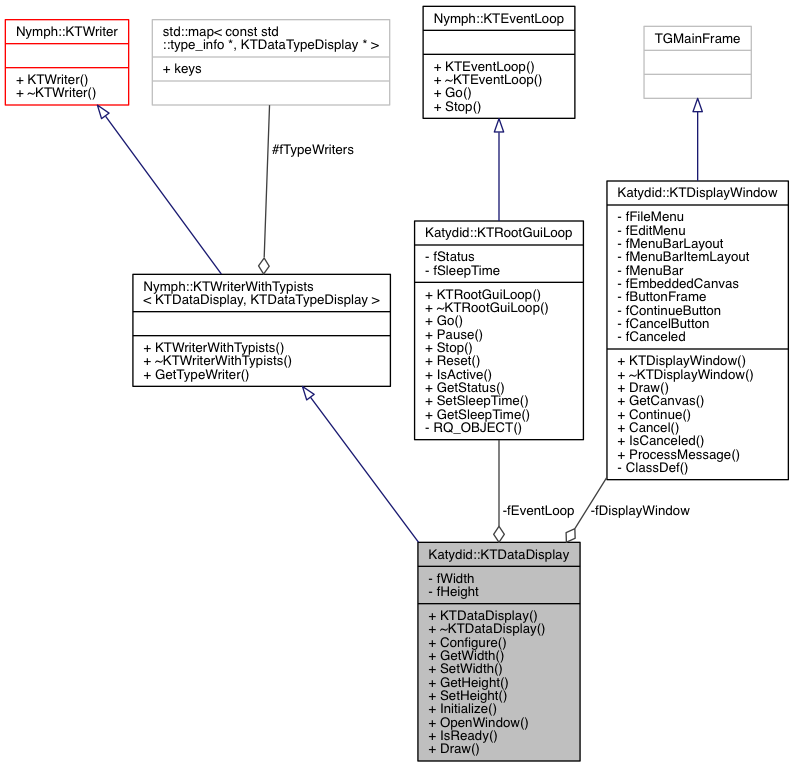 Nymph::KTWriter
+ KTWriter()
+ ~KTWriter()
std::map< const std
::type_info *, KTDataTypeDisplay * >
+ keys
Nymph::KTEventLoop
+ KTEventLoop()
+ ~KTEventLoop()
+ Go()
+ Stop()
TGMainFrame
#fTypeWriters
Nymph::KTWriterWithTypists
< KTDataDisplay, KTDataTypeDisplay >
+ KTWriterWithTypists()
+ ~KTWriterWithTypists()
+ GetTypeWriter()
Katydid::KTRootGuiLoop
- fStatus
- fSleepTime
+ KTRootGuiLoop()
+ ~KTRootGuiLoop()
+ Go()
+ Pause()
+ Stop()
+ Reset()
+ IsActive()
+ GetStatus()
+ SetSleepTime()
+ GetSleepTime()
- RQ_OBJECT()
Katydid::KTDisplayWindow
- fFileMenu
- fEditMenu
- fMenuBarLayout
- fMenuBarItemLayout
- fMenuBar
- fEmbeddedCanvas
- fButtonFrame
- fContinueButton
- fCancelButton
- fCanceled
+ KTDisplayWindow()
+ ~KTDisplayWindow()
+ Draw()
+ GetCanvas()
+ Continue()
+ Cancel()
+ IsCanceled()
+ ProcessMessage()
- ClassDef()
-fEventLoop
-fDisplayWindow
Katydid::KTDataDisplay
- fWidth
- fHeight
+ KTDataDisplay()
+ ~KTDataDisplay()
+ Configure()
+ GetWidth()
+ SetWidth()
+ GetHeight()
+ SetHeight()
+ Initialize()
+ OpenWindow()
+ IsReady()
+ Draw()